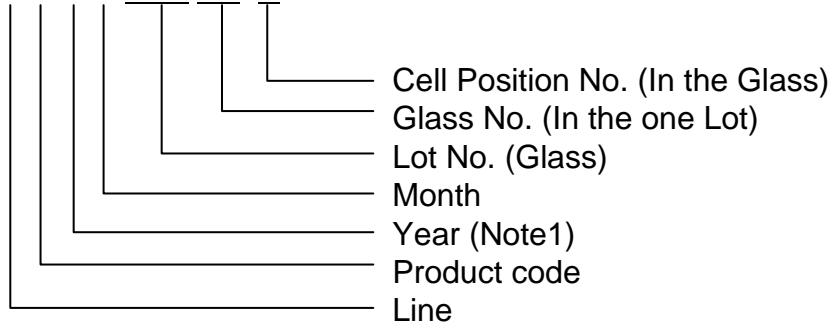 Cell Position No. (In the Glass)
Glass No. (In the one Lot)
Lot No. (Glass)
Month
Year (Note1)
Product code
Line